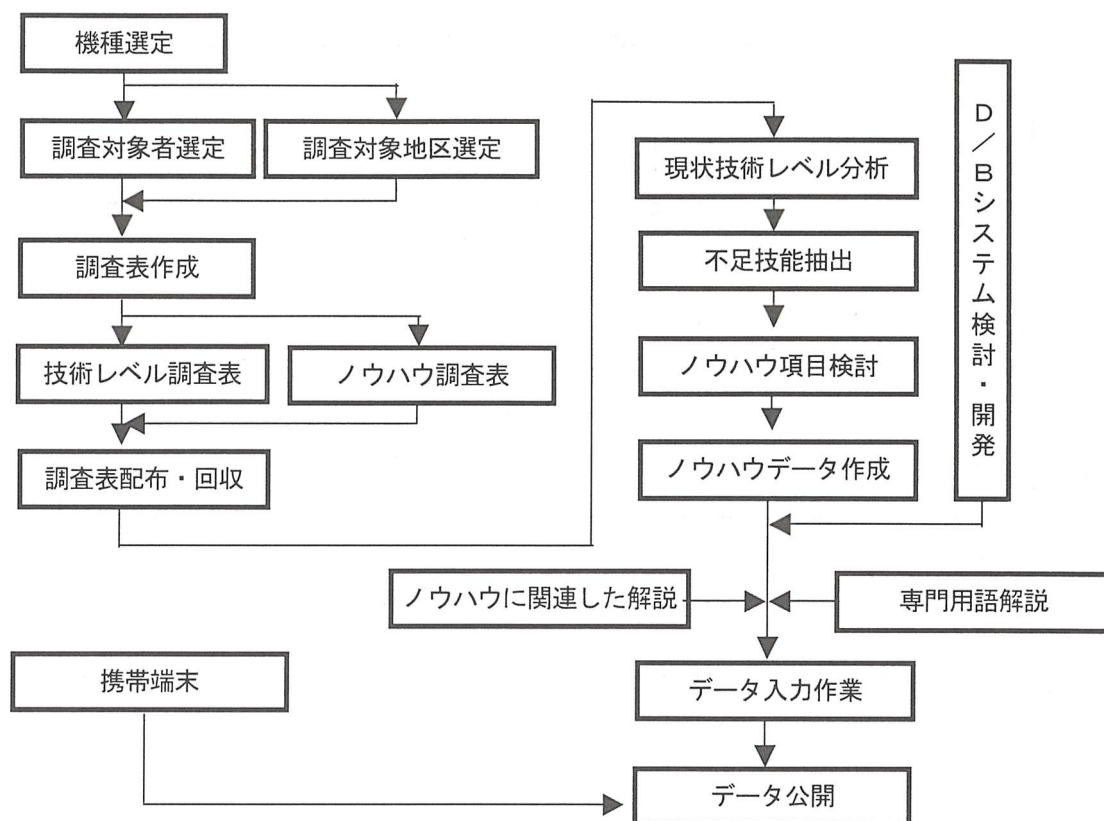 機種選定
調査対象者選定
調査対象地区選定
調査表作成
技術レベル調査表
ノウハウ調査表
調査表配布・回収
現状技術レベル分析
不足技能抽出
ノウハウ項目検討
ノウハウデータ作成
D/Bシステム検討・開発
ノウハウに関連した解説
専門用語解説
携帯端末
データ入力作業
データ公開